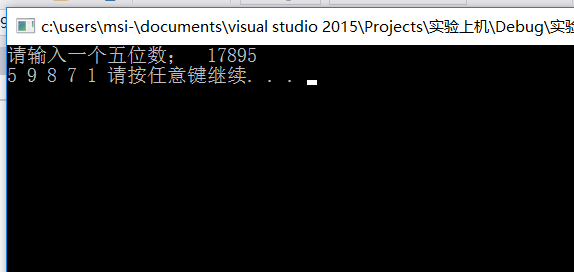 c:\users\msi-\documents\visual studio 2015\Projects\实验上机\Debug\实验
请输入一个五位数； 17895
5 9 8 7 1 请按任意键继续. . .